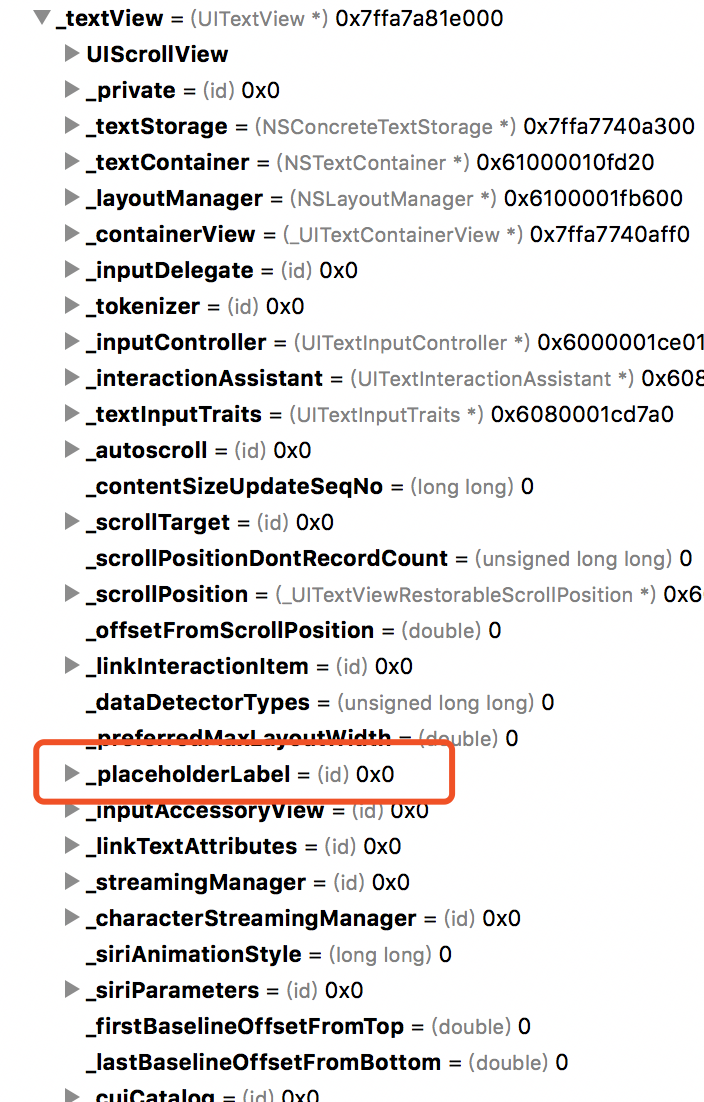 _textView = (UITextView *) 0x7ffa7a81e000
UIScrollView
_private = (id) 0x0
_textStorage = (NSConcreteTextStorage *) 0x7ffa7740a300
_textContainer = (NSTextContainer *) 0x61000010fd20
_layoutManager = (NSLayoutManager *) 0x6100001fb600
_containerView = (_UITextContainerView *) 0x7ffa7740aff0
_inputDelegate = (id) 0x0
_tokenizer = (id) 0x0
_inputController = (UITextInputController *) 0x6000001ce01
_interactionAssistant = (UITextInteractionAssistant *) 0x608
_textInputTraits = (UITextInputTraits *) 0x6080001cd7a0
_autoscroll = (id) 0x0
_contentSizeUpdateSeqNo = (long long) 0
_scrollTarget = (id) 0x0
_scrollPositionDontRecordCount = (unsigned long long) 0
_scrollPosition = (_UITextViewRestorableScrollPosition *) 0x6
_offsetFromScrollPosition = (double) 0
_linkInteractionItem = (id) 0x0
_dataDetectorTypes = (unsigned long long) 0
_preferredMaxLayoutWidth = (double) 0
_placeholderLabel = (id) 0x0
_inputAccessoryView = (id) 0x0
_linkTextAttributes = (id) 0x0
_streamingManager = (id) 0x0
_characterStreamingManager = (id) 0x0
_siriAnimationStyle = (long long) 0
_siriParameters = (id) 0x0
_firstBaselineOffsetFromTop = (double) 0
_lastBaselineOffsetFromBottom = (double) 0
_cuiCatalog = (id) 0x0